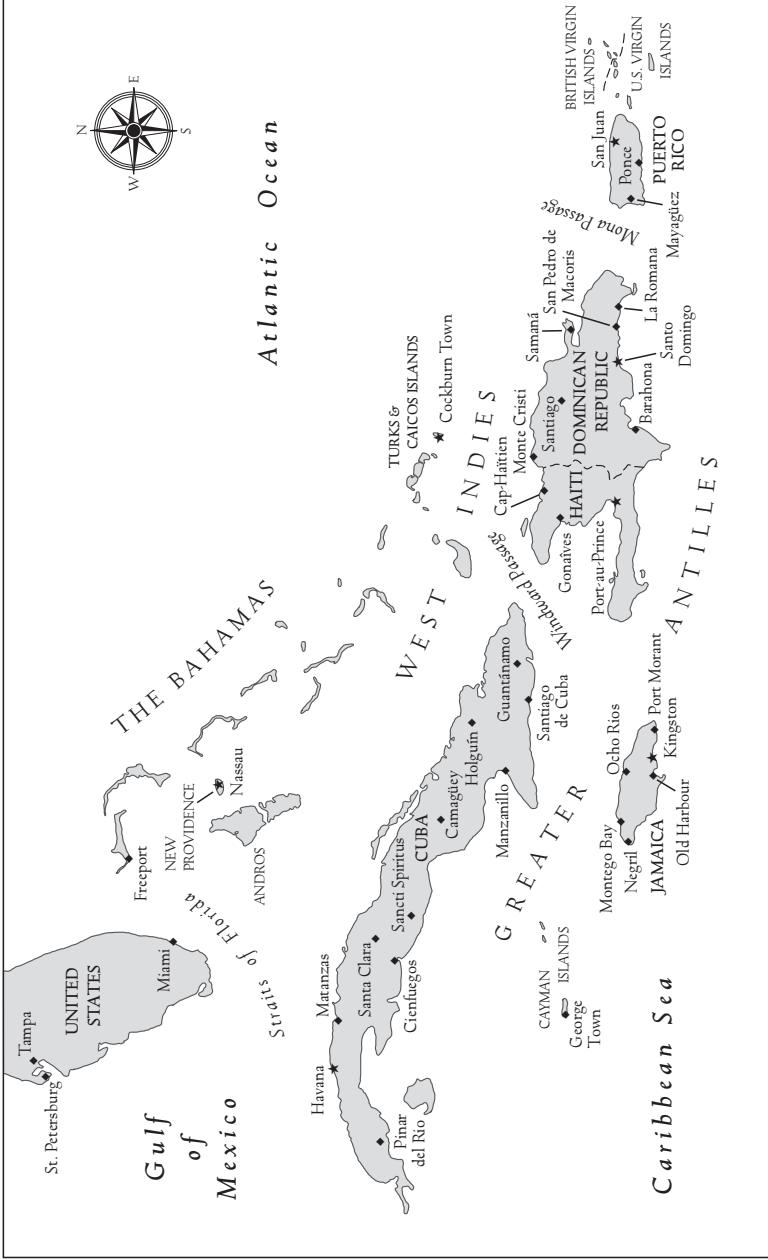 N
E
S
W
Tampa
St. Petersburg
UNITED
STATES
Miami
Gulf
of
Mexico
Straits of Florida
Atlantic Ocean
THE BAHAMAS
Freeport
NEW
PROVIDENCE
Nassau
ANDROS
TURKS &
CAICOS ISLANDS
Cockburn Town
WEST INDIES
Havana
Matanzas
Pinar
del Rio
Santa Clara
Cienfuegos
Sancti Spiritus
CUBA
Camagüey
Holguín
Manzanillo
Guantánamo
Santiago
de Cuba
Windward Passage
CAYMAN
ISLANDS
George
Town
GREATER ANTILLES
Montego Bay
Negril
Ocho Rios
Port Morant
Kingston
JAMAICA
Old Harbour
Cap-Haïtien
Monte Cristi
Gonaîves
HAITI
Port-au-Prince
Santiago
DOMINICAN
REPUBLIC
Samaná
San Pedro de
Macoris
La Romana
Santo
Domingo
Barahona
Mona Passage
San Juan
Ponce
Mayagüez
PUERTO
RICO
BRITISH VIRGIN
ISLANDS
U.S. VIRGIN
ISLANDS
Caribbean Sea